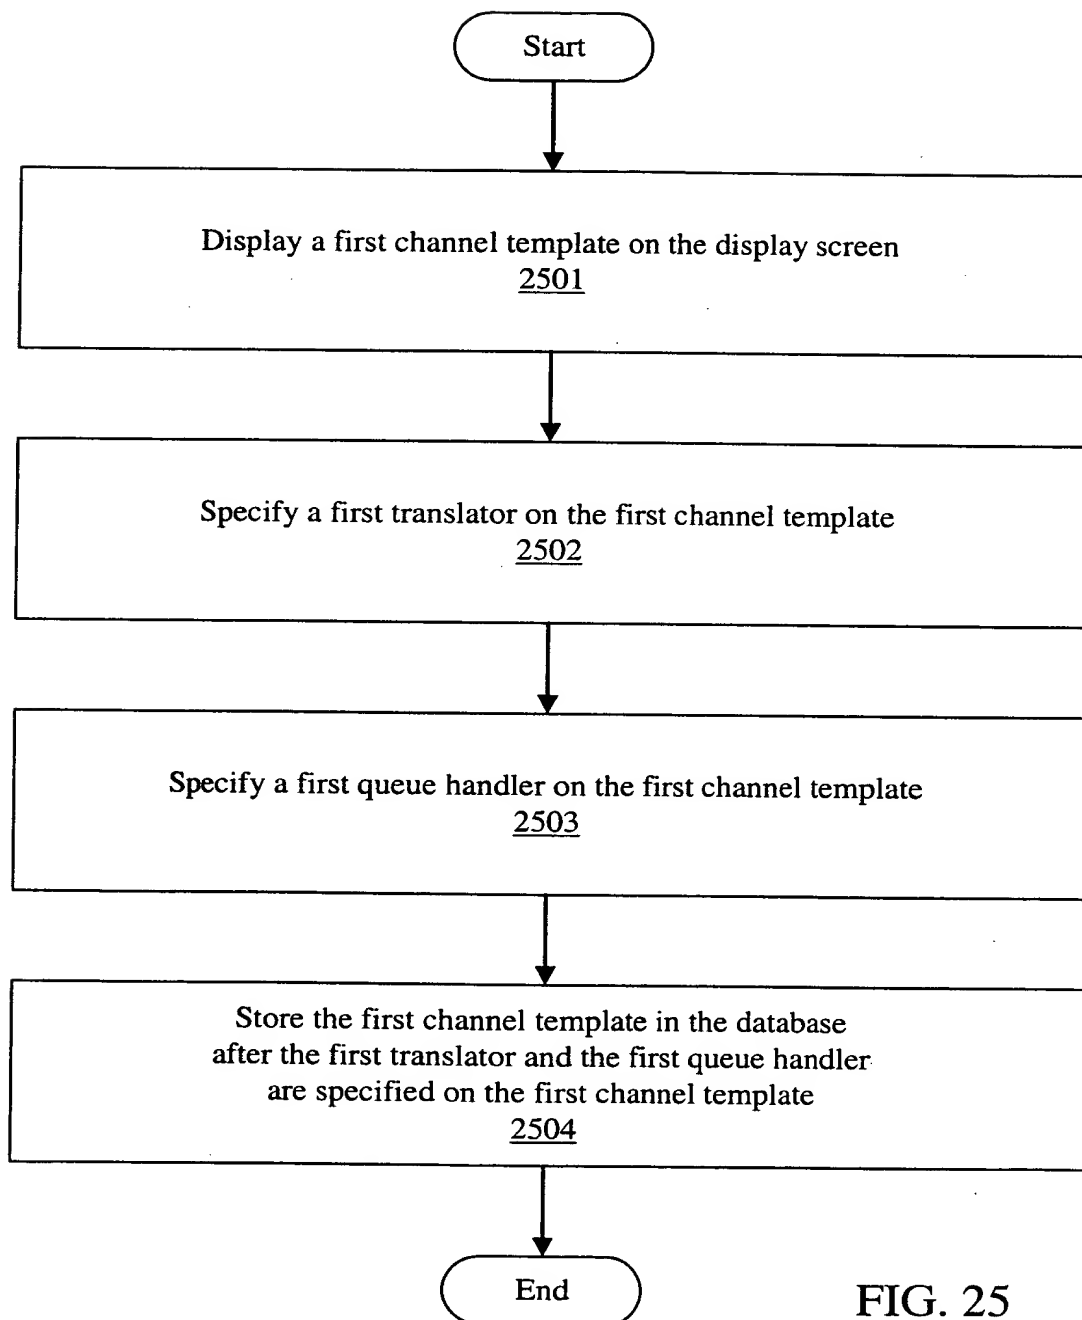 Start
Display a first channel template on the display screen
2501
Specify a first translator on the first channel template
2502
Specify a first queue handler on the first channel template
2503
Store the first channel template in the database
after the first translator and the first queue handler
are specified on the first channel template
2504
End
FIG. 25